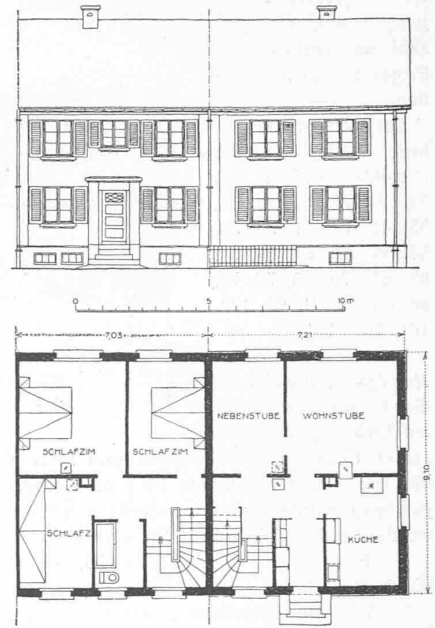 0 5 10 m
7,03 7,21
NEBENSTUBE WOHNSTUBE
SCHLAFZIM SCHLAFZIM.
9,10
SCHLAFZ. KÜCHE